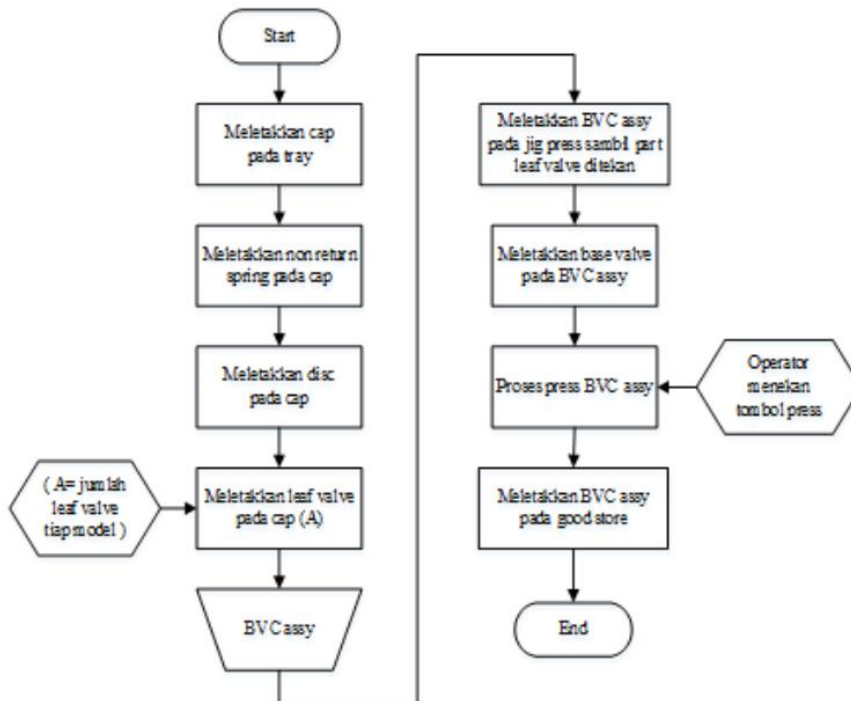 Start
Meletakkan cap
pada tray
Meletakkan non return
spring pada cap
Meletakkan disc
pada cap
( A= jumlah
leaf valve
tiap model )
Meletakkan leaf valve
pada cap (A)
BVC assy
Meletakkan BVC assy
pada jig press sambil part
leaf valve ditekan
Meletakkan base valve
pada BVC assy
Proses press BVC assy
Operator
menekan
tombol press
Meletakkan BVC assy
pada good store
End